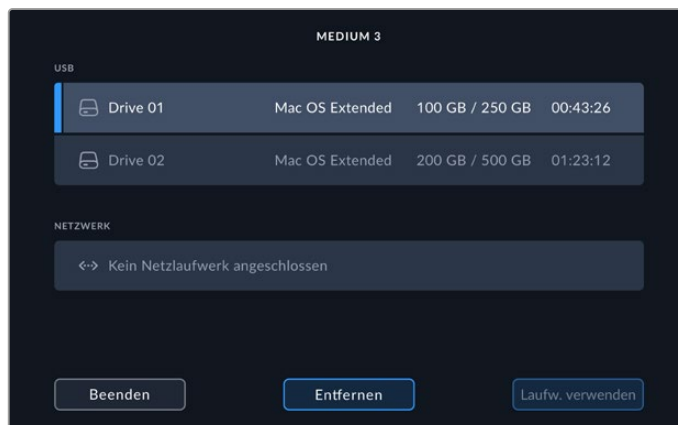 MEDIUM 3
USB
Drive 01 Mac OS Extended 100 GB / 250 GB 00:43:26
Drive 02 Mac OS Extended 200 GB / 500 GB 01:23:12
NETZWERK
Kein Netzlaufwerk angeschlossen
Beenden Entfernen Laufw. verwenden